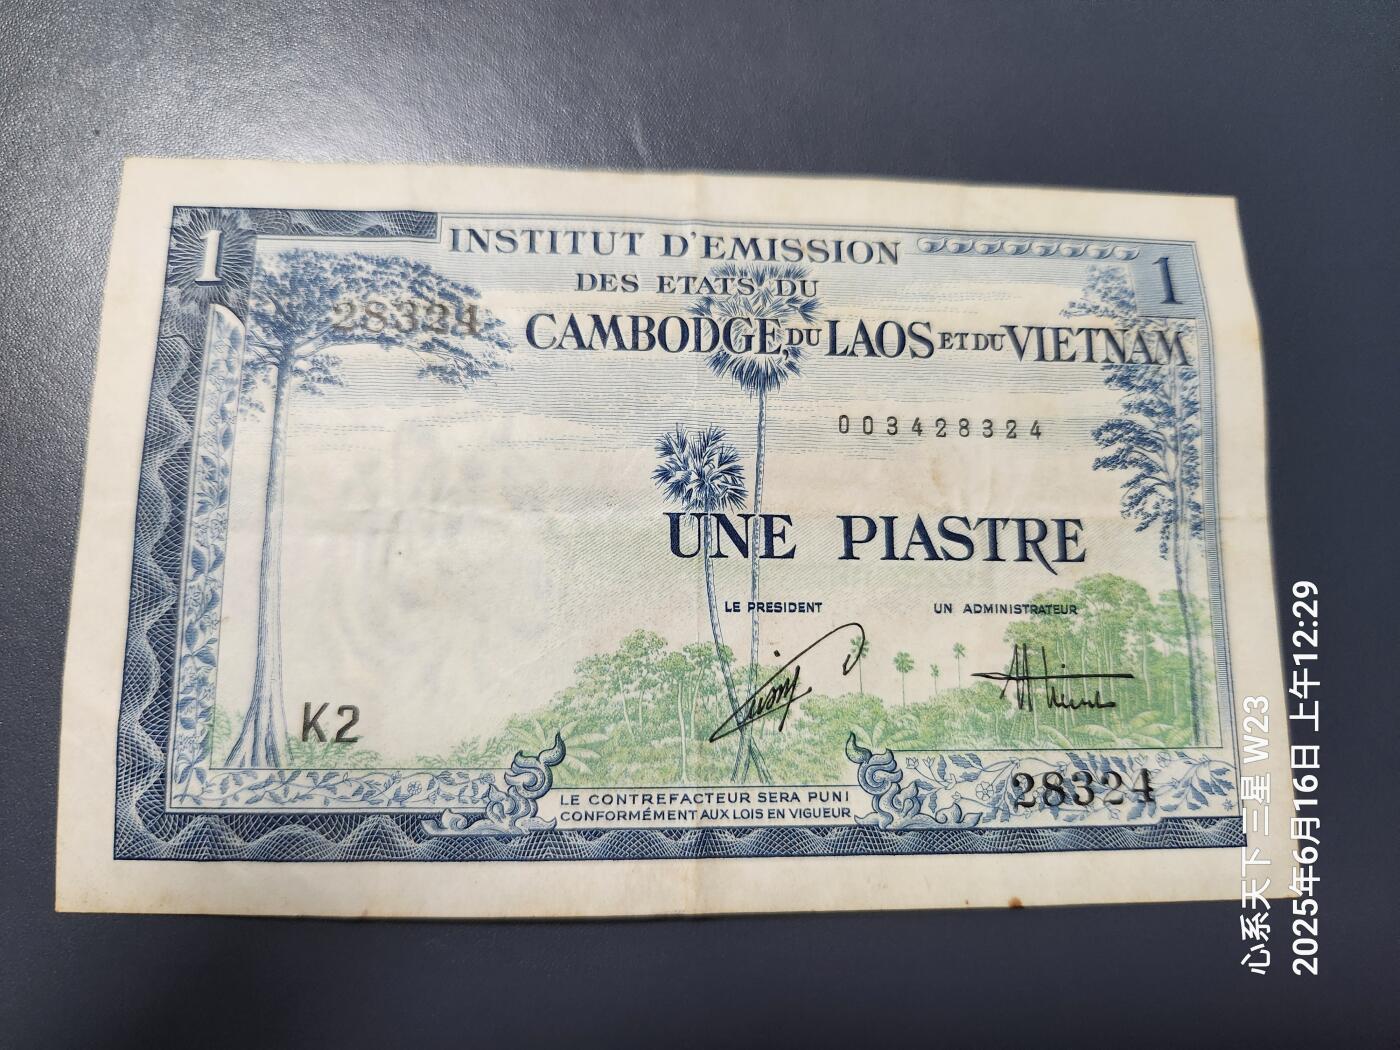 1
INSTITUT D'EMISSION
1
DES ETATS DU
28324
CAMBODGE, DU LAOS ET DU VIETNAM
003428324
UNE PIASTRE
LE PRESIDENT
UN ADMINISTRATEUR
K2
28324
LE CONTREFACTEUR SERA PUNI
CONFORMÉMENT AUX LOIS EN VIGUEUR
心系天下 三星 W23
2025年6月16日 上午12:29